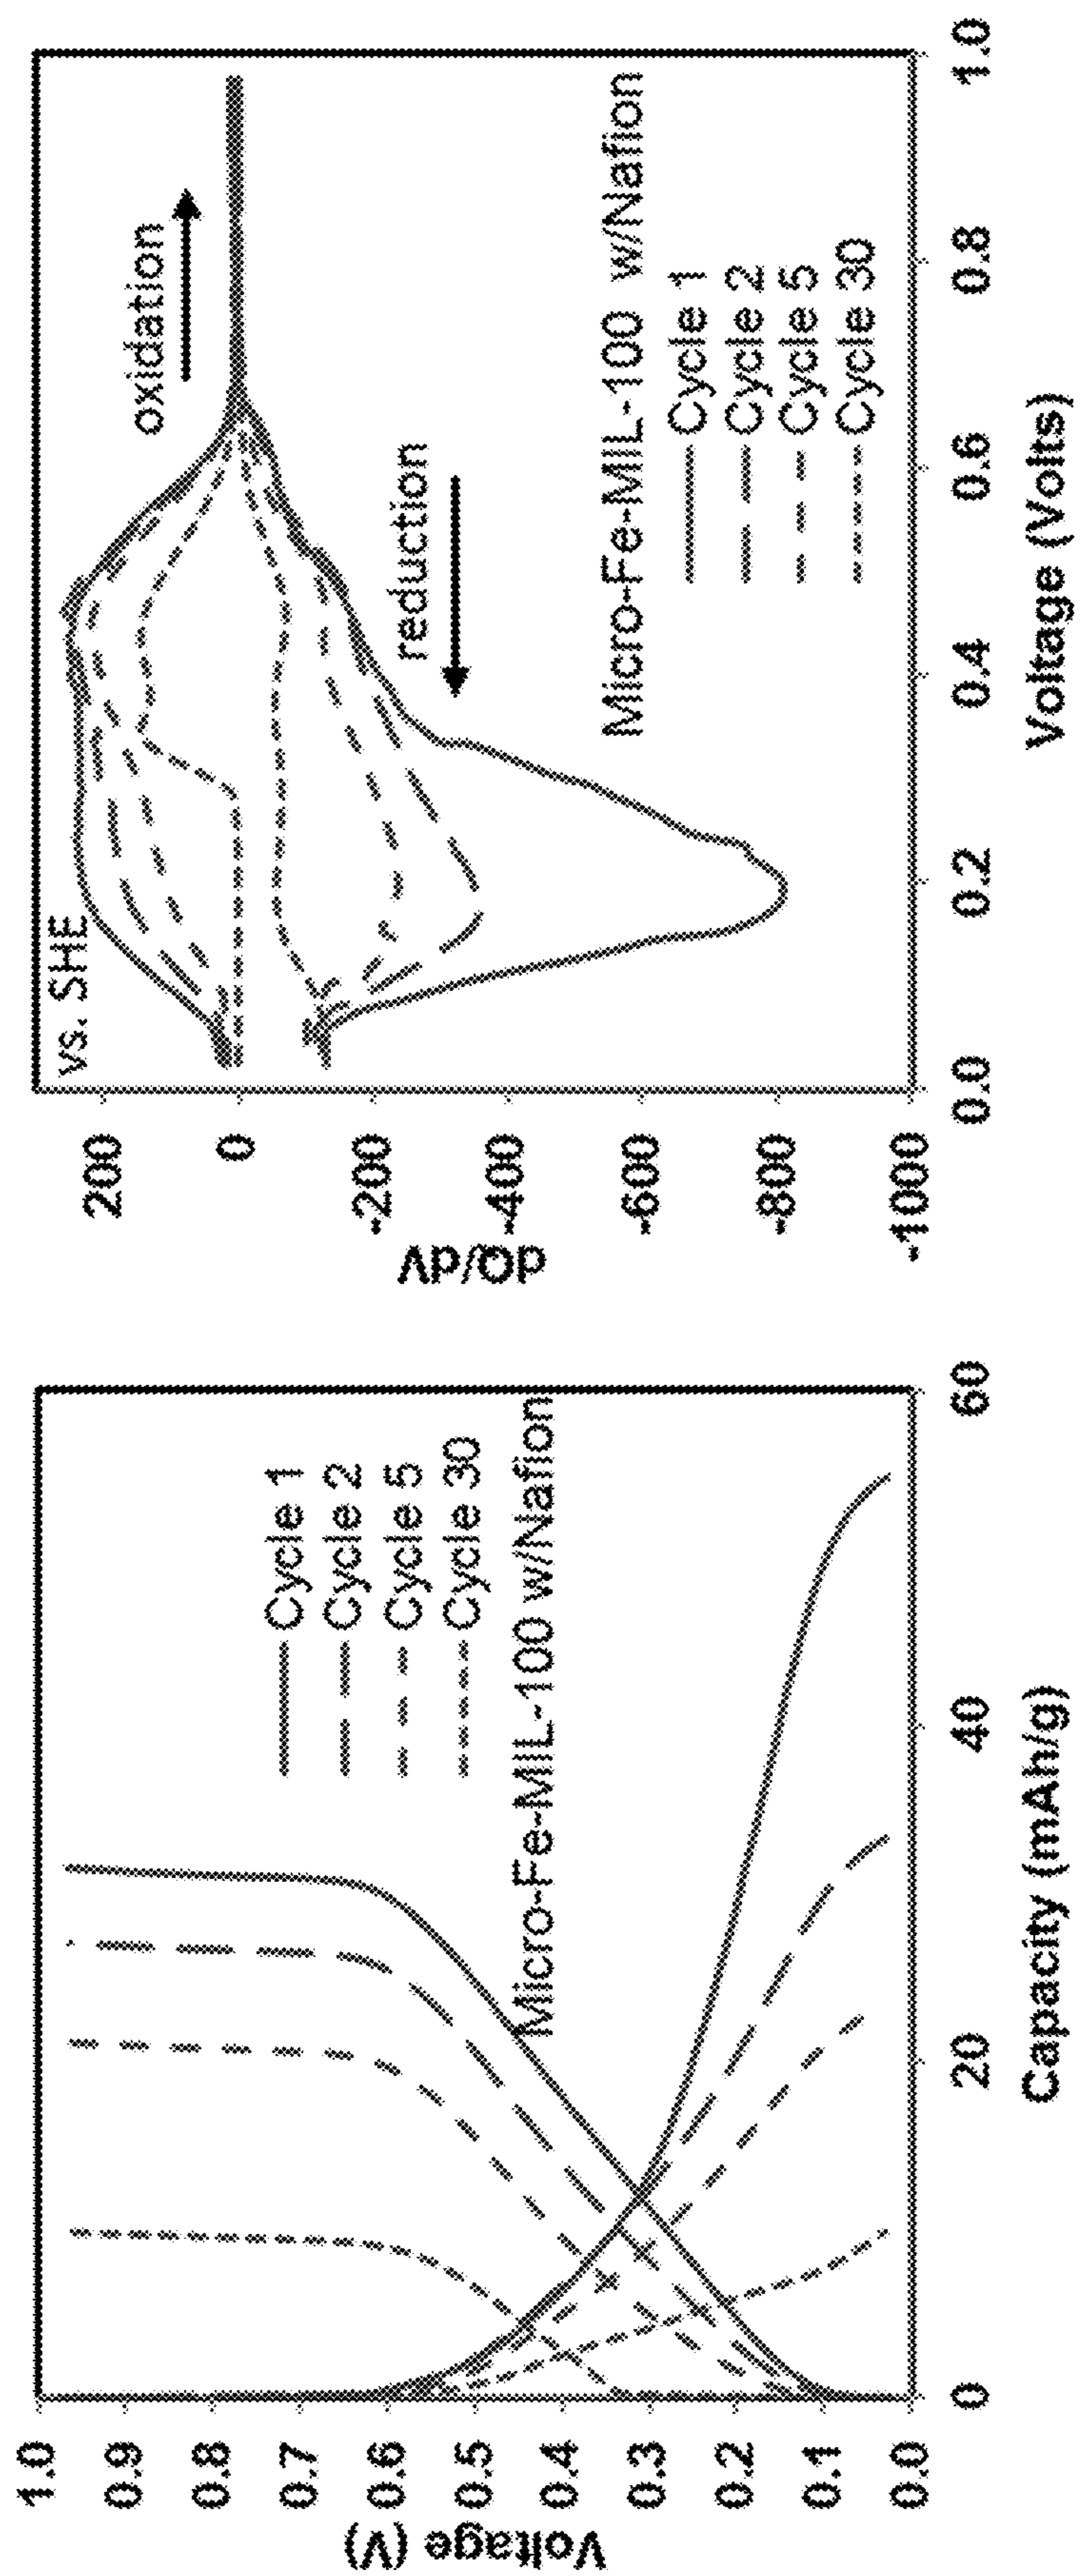 1.0
0.9
0.8
0.7
0.6
0.5
0.4
0.3
0.2
0.1
0.0
Voltage (V)
Cycle 1
Cycle 2
Cycle 5
Cycle 30
Micro-Fe-MIL-100 w/Nafion
0 20 40 60
Capacity (mAh/g)
200
0
-200
-400
-600
-800
-1000
dQ/dV
vs. SHE
oxidation
reduction
Micro-Fe-MIL-100 w/Nafion
Cycle 1
Cycle 2
Cycle 5
Cycle 30
0.0 0.2 0.4 0.6 0.8 1.0
Voltage (Volts)